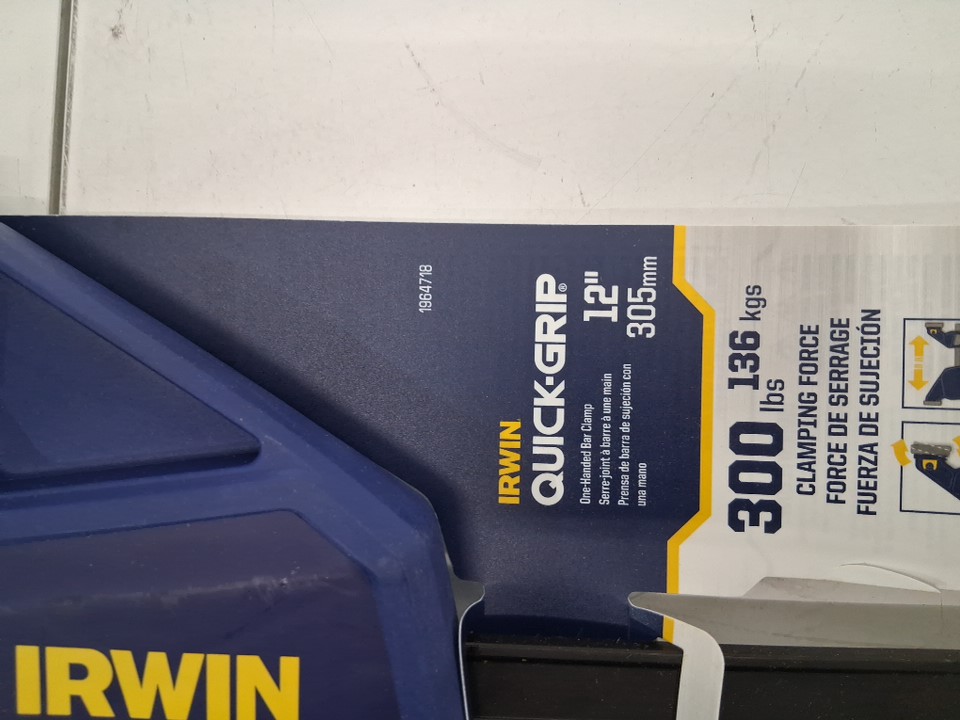 1964718
IRWIN
QUICK-GRIP®
One-Handed Bar Clamp
Serre-joint à barre à une main
Prensa de barra de sujeción con
una mano
12"
305mm
300 lbs 136 kgs
CLAMPING FORCE
FORCE DE SERRAGE
FUERZA DE SUJECIÓN
IRWIN